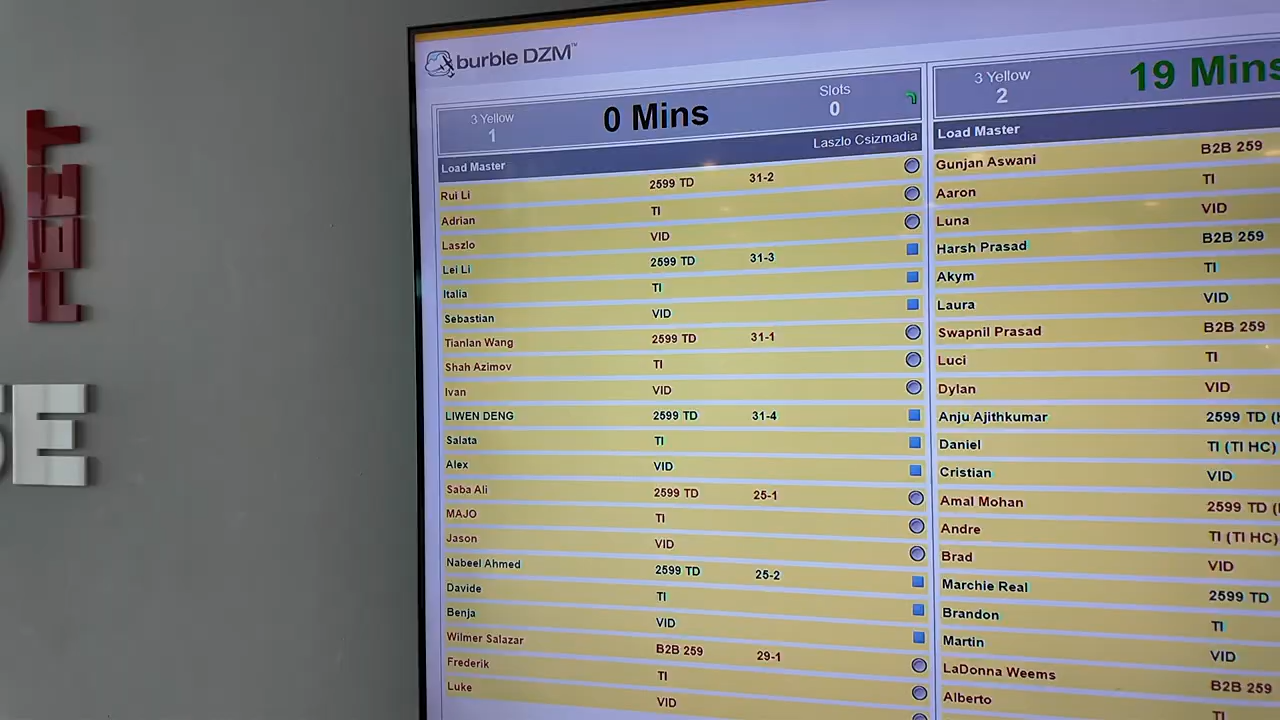 burble DZM™
3 Yellow
1
0 Mins
Slots
0
Load Master
Laszlo Csizmadia
Rui Li 2599 TD 31-2
Adrian TI
Laszlo VID
Lei Li 2599 TD 31-3
Italia TI
Sebastian VID
Tianlan Wang 2599 TD 31-1
Shah Azimov TI
Ivan VID
LIWEN DENG 2599 TD 31-4
Salata TI
Alex VID
Saba Ali 2599 TD 25-1
MAJO TI
Jason VID
Nabeel Ahmed 2599 TD 25-2
Davide TI
Benja VID
Wilmer Salazar B2B 259 29-1
Frederik TI
Luke VID
3 Yellow
2
19 Mins
Load Master
Gunjan Aswani B2B 259
Aaron TI
Luna VID
Harsh Prasad B2B 259
Akym TI
Laura VID
Swapnil Prasad B2B 259
Luci TI
Dylan VID
Anju Ajithkumar 2599 TD (
Daniel TI (TI HC)
Cristian VID
Amal Mohan 2599 TD (
Andre TI (TI HC)
Brad VID
Marchie Real 2599 TD
Brandon TI
Martin VID
LaDonna Weems B2B 259
Alberto TI
SE